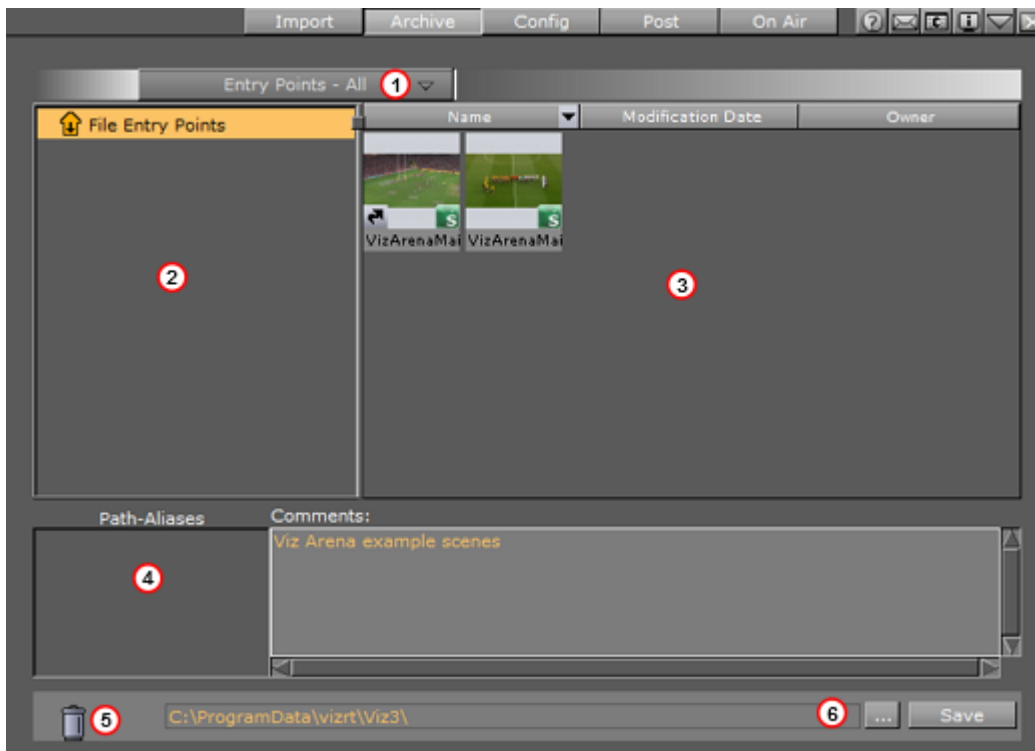 Import Archive Config Post On Air
Entry Points - All 1
File Entry Points
Name Modification Date Owner
S S
VizArenaMai VizArenaMai
2
3
Path-Aliases Comments:
Viz Arena example scenes
4
5 C:\ProgramData\vizrt\Viz3\ 6 ... Save